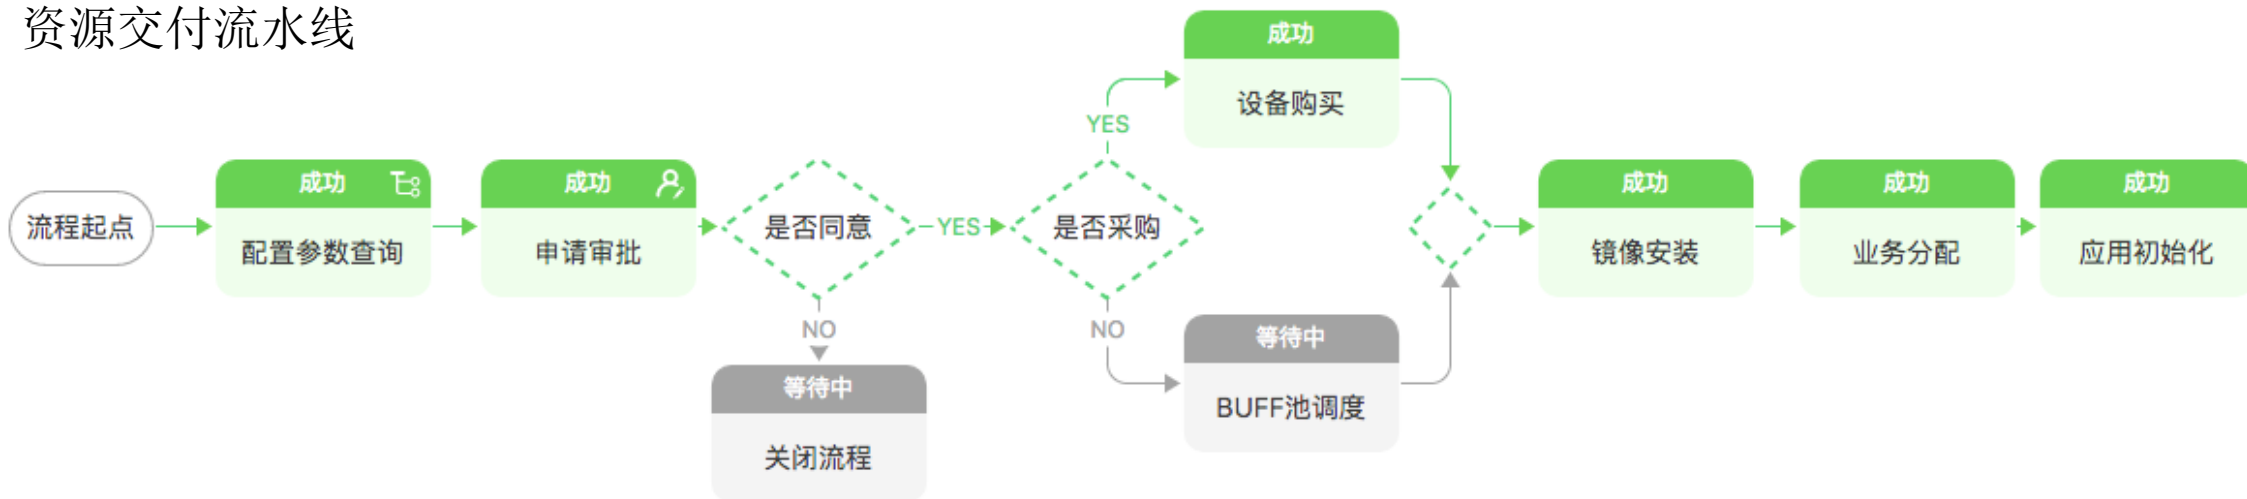 资源交付流水线
流程起点
成功
配置参数查询
成功
申请审批
是否同意
YES
NO
等待中
关闭流程
是否采购
YES
成功
设备购买
NO
等待中
BUFF池调度
成功
镜像安装
成功
业务分配
成功
应用初始化